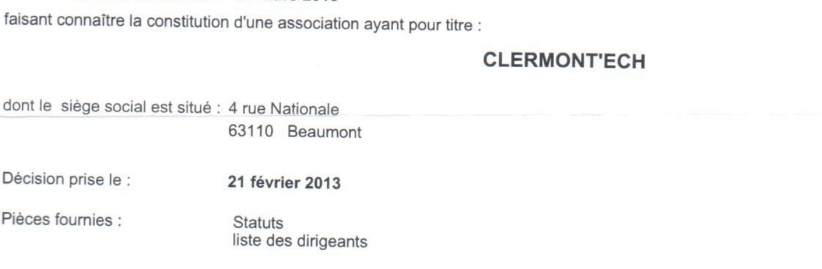 faisant connaître la constitution d'une association ayant pour titre :
CLERMONT'ECH
dont le siège social est situé : 4 rue Nationale
63110 Beaumont
Décision prise le : 21 février 2013
Pièces fournies : Statuts
liste des dirigeants